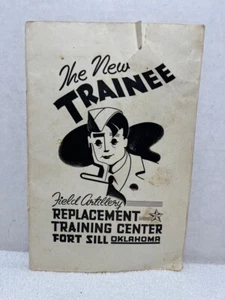 The New
TRAINEE
Field Artillery
REPLACEMENT
TRAINING CENTER
FORT SILL OKLAHOMA